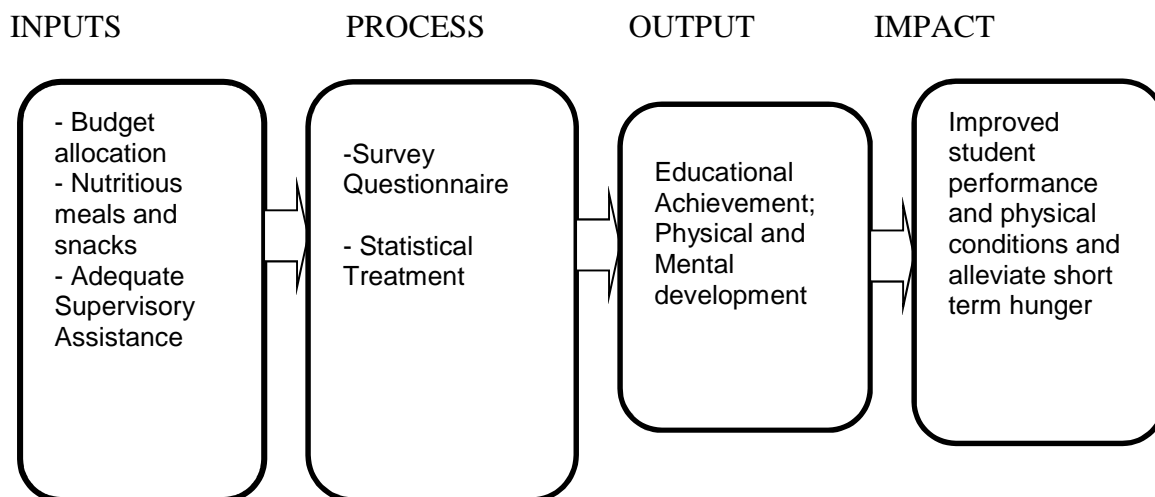 INPUTS PROCESS OUTPUT IMPACT
- Budget
allocation
- Nutritious
meals and
snacks
- Adequate
Supervisory
Assistance
-Survey
Questionnaire
- Statistical
Treatment
Educational
Achievement;
Physical and
Mental
development
Improved
student
performance
and physical
conditions and
alleviate short
term hunger